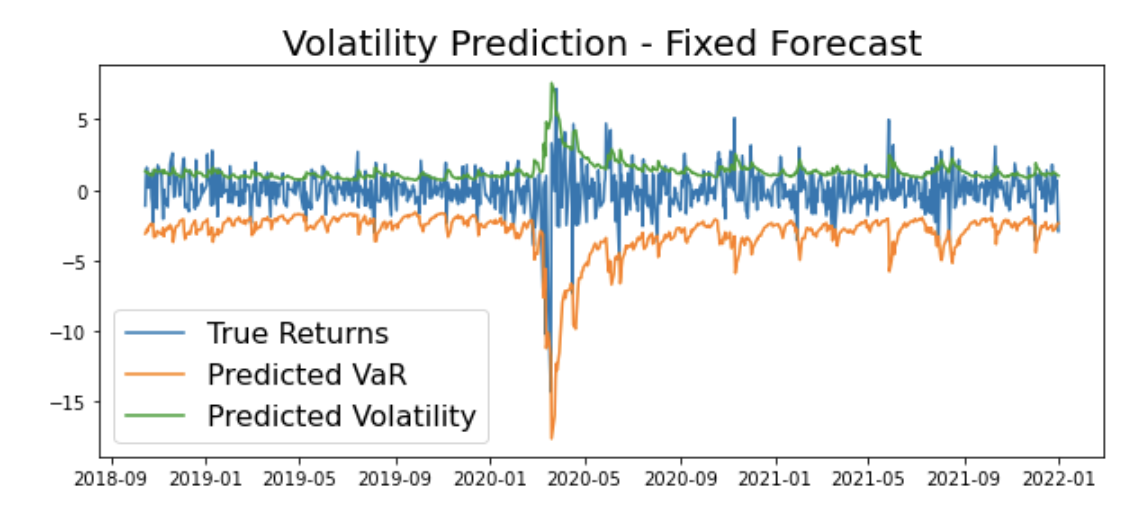 Volatility Prediction - Fixed Forecast
5
0
−5
−10
−15
True Returns
Predicted VaR
Predicted Volatility
2018-09 2019-01 2019-05 2019-09 2020-01 2020-05 2020-09 2021-01 2021-05 2021-09 2022-01